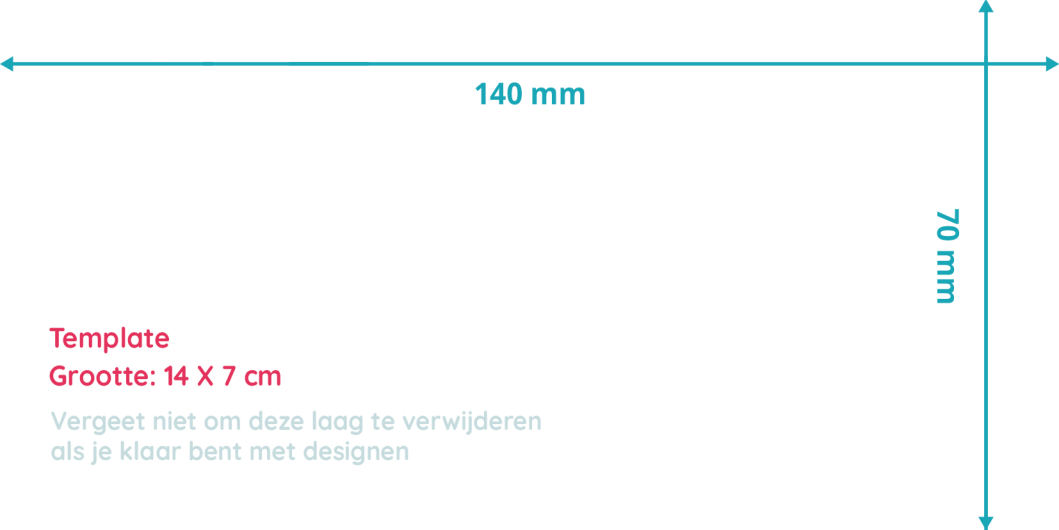 140 mm
70 mm
Template
Grootte: 14 X 7 cm
Vergeet niet om deze laag te verwijderen
als je klaar bent met designen